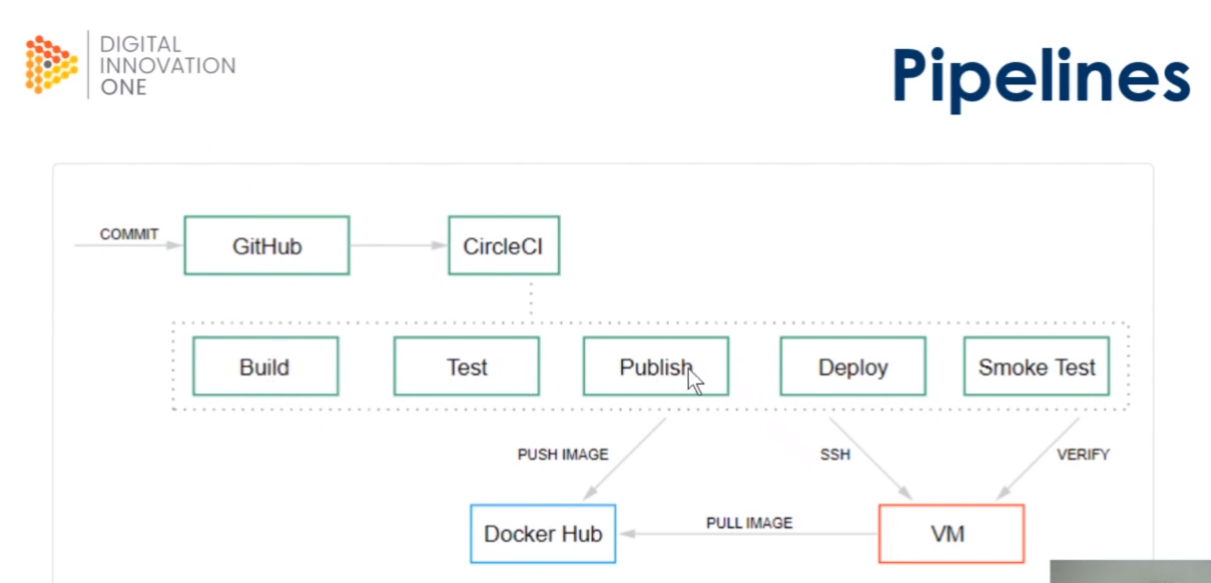 DIGITAL
INNOVATION
ONE
Pipelines
COMMIT
GitHub
CircleCI
Build
Test
Publish
Deploy
Smoke Test
PUSH IMAGE
SSH
VERIFY
Docker Hub
PULL IMAGE
VM